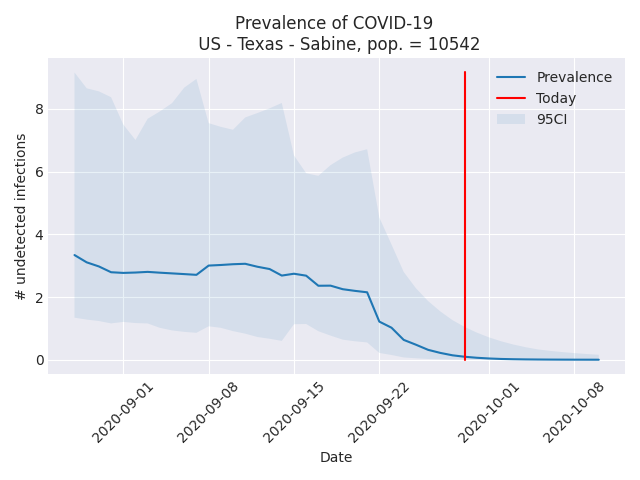 Prevalence of COVID-19
US - Texas - Sabine, pop. = 10542
Prevalence
Today
95CI
# undetected infections
8
6
4
2
0
2020-09-01
2020-09-08
2020-09-15
2020-09-22
2020-10-01
2020-10-08
Date